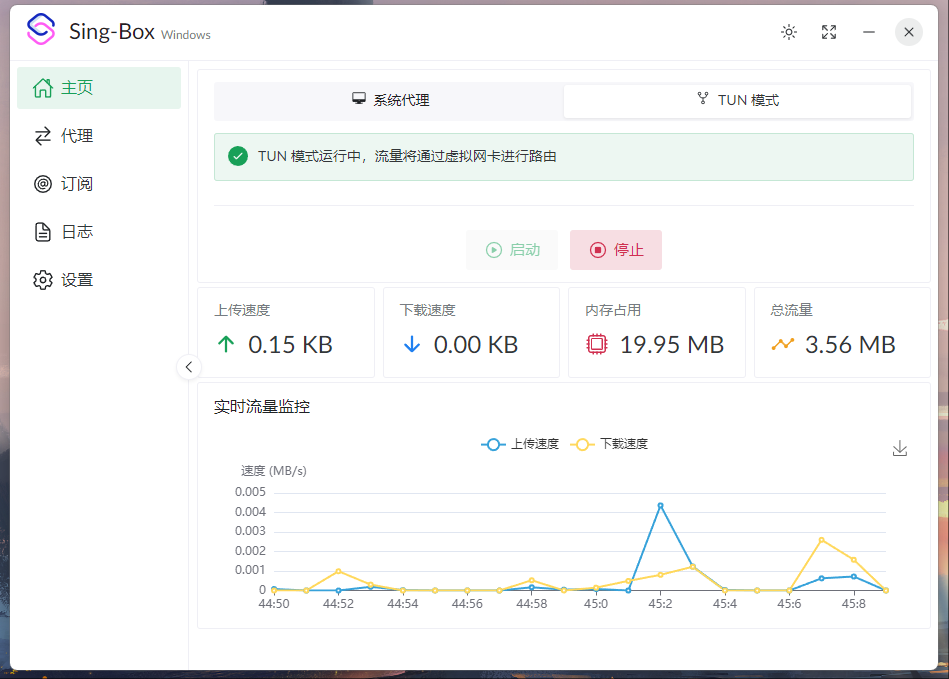 Sing-Box Windows
主页
代理
订阅
日志
设置
系统代理
TUN 模式
TUN 模式运行中，流量将通过虚拟网卡进行路由
启动
停止
上传速度
0.15 KB
下载速度
0.00 KB
内存占用
19.95 MB
总流量
3.56 MB
实时流量监控
上传速度
下载速度
速度 (MB/s)
0.005
0.004
0.003
0.002
0.001
0
44:50
44:52
44:54
44:56
44:58
45:0
45:2
45:4
45:6
45:8